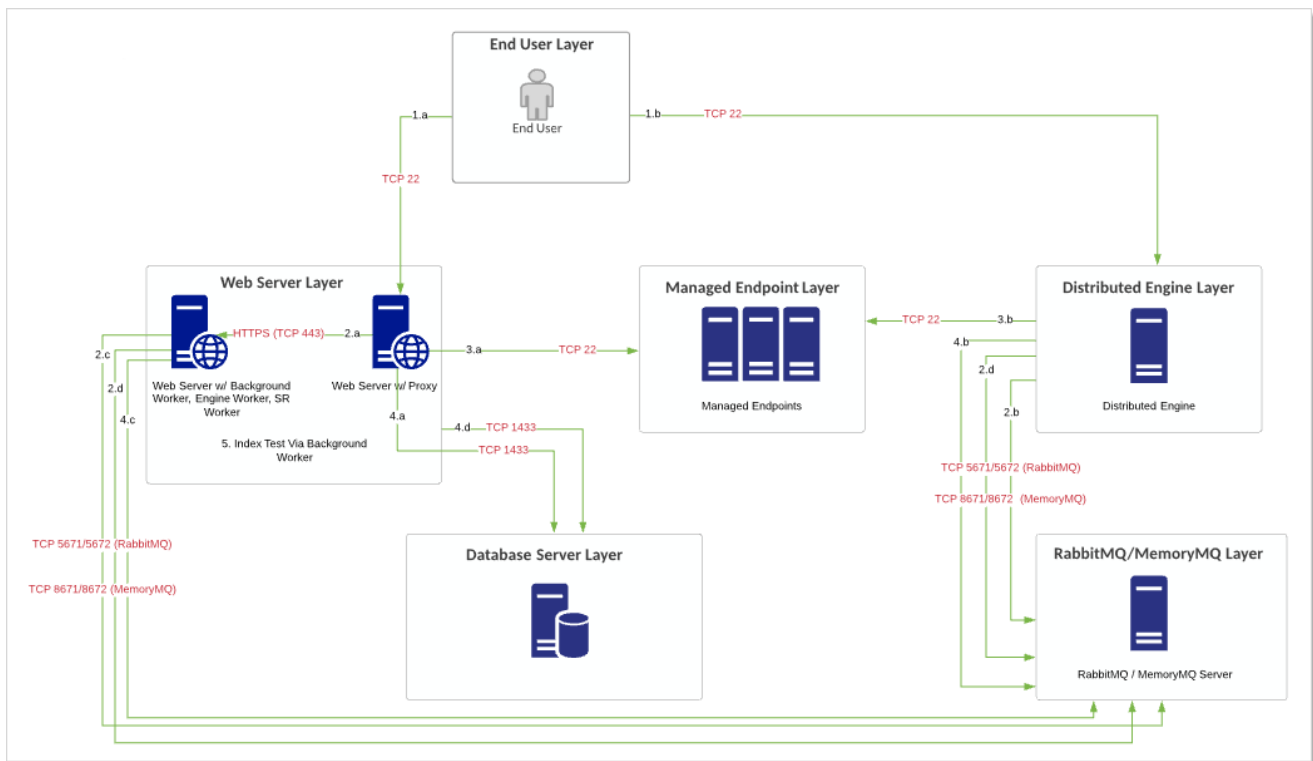 End User Layer
End User
1.a
1.b
TCP 22
TCP 22
Web Server Layer
HTTPS (TCP 443)
2.a
Web Server w/ Background
Worker, Engine Worker, SR
Worker
Web Server w/ Proxy
5. Index Test Via Background
Worker
2.c
2.d
4.c
3.a
TCP 22
4.a
4.d
TCP 1433
TCP 1433
Managed Endpoint Layer
Managed Endpoints
TCP 22
3.b
4.b
2.d
2.b
Distributed Engine Layer
Distributed Engine
TCP 5671/5672 (RabbitMQ)
TCP 8671/8672 (MemoryMQ)
TCP 5671/5672 (RabbitMQ)
TCP 8671/8672 (MemoryMQ)
Database Server Layer
RabbitMQ/MemoryMQ Layer
RabbitMQ / MemoryMQ Server